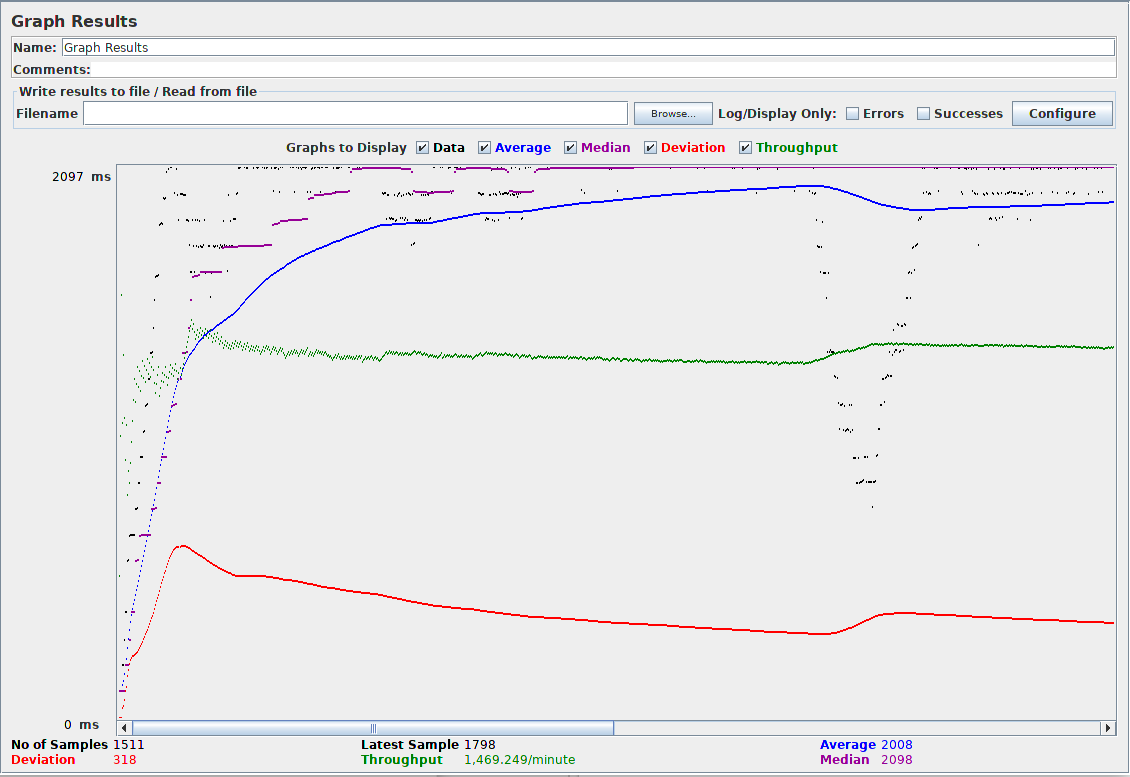 Graph Results
Name: Graph Results
Comments:
Write results to file / Read from file
Filename Browse... Log/Display Only: Errors Successes Configure
Graphs to Display Data Average Median Deviation Throughput
2097 ms
0 ms
No of Samples 1511 Latest Sample 1798 Average 2008
Deviation 318 Throughput 1,469.249/minute Median 2098